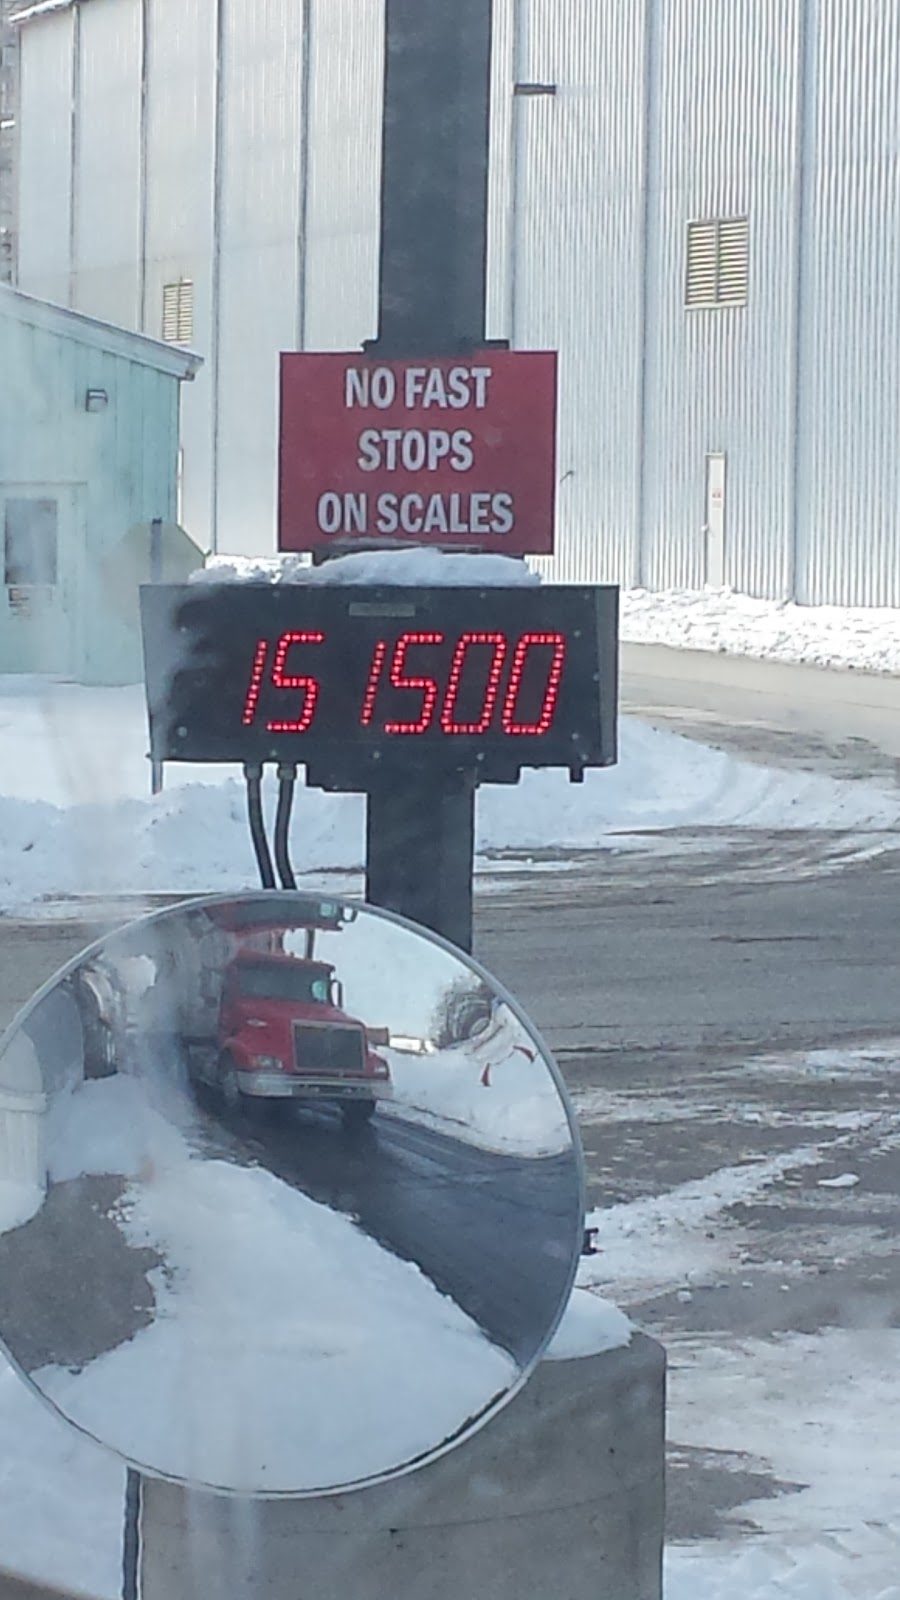 NO FAST
STOPS
ON SCALES
151500